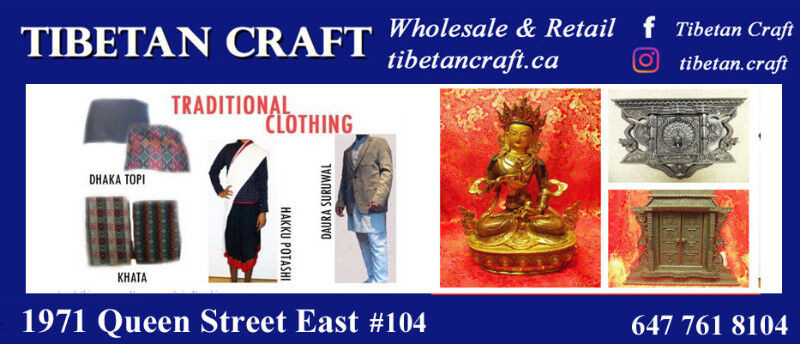 TIBETAN CRAFT
Wholesale & Retail
tibetancraft.ca
Tibetan Craft
tibetan.craft
TRADITIONAL
CLOTHING
DHAKA TOPI
KHATA
HAKKU POTASHI
DAURA SURUWAL
1971 Queen Street East #104
647 761 8104